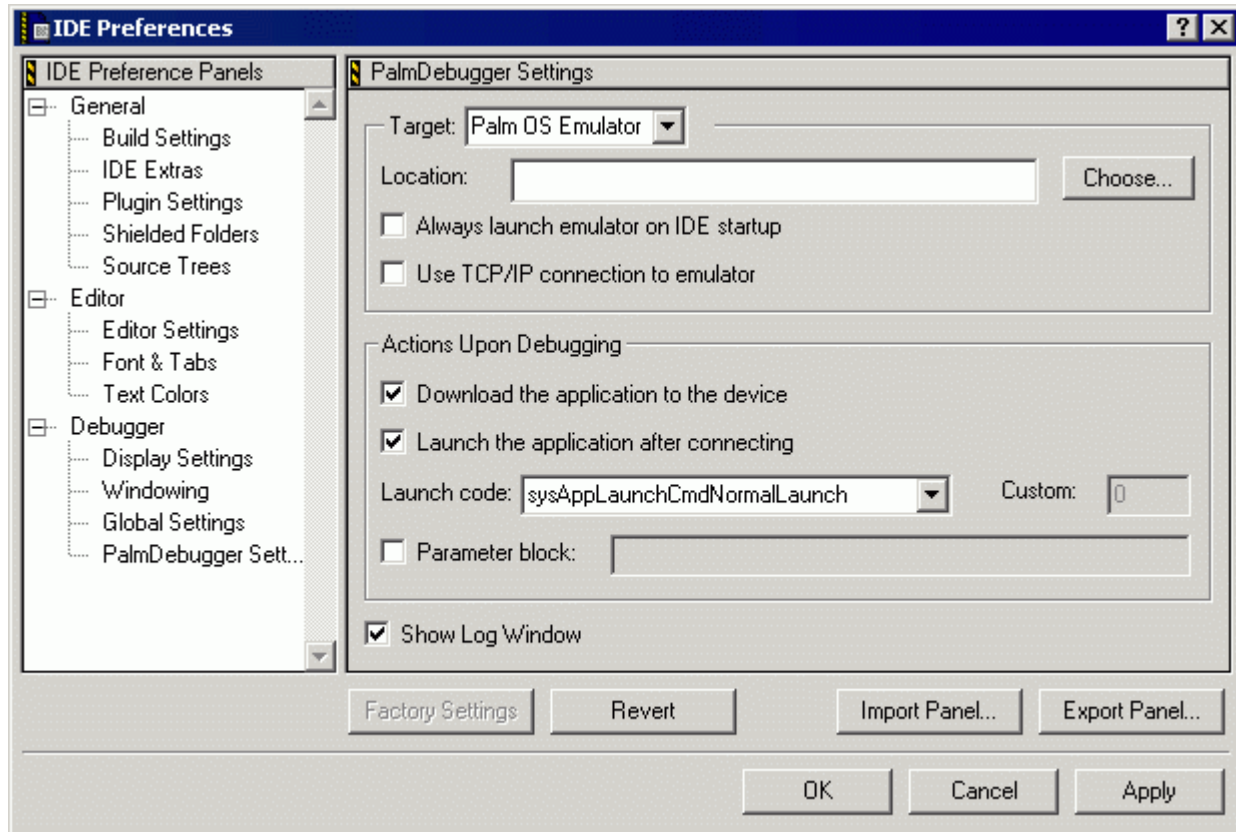 IDE Preferences
IDE Preference Panels
General
Build Settings
IDE Extras
Plugin Settings
Shielded Folders
Source Trees
Editor
Editor Settings
Font & Tabs
Text Colors
Debugger
Display Settings
Windowing
Global Settings
PalmDebugger Sett...
PalmDebugger Settings
Target: Palm OS Emulator
Location: Choose...
Always launch emulator on IDE startup
Use TCP/IP connection to emulator
Actions Upon Debugging
Download the application to the device
Launch the application after connecting
Launch code: sysAppLaunchCmdNormalLaunch Custom: 0
Parameter block:
Show Log Window
Factory Settings Revert Import Panel... Export Panel...
OK Cancel Apply